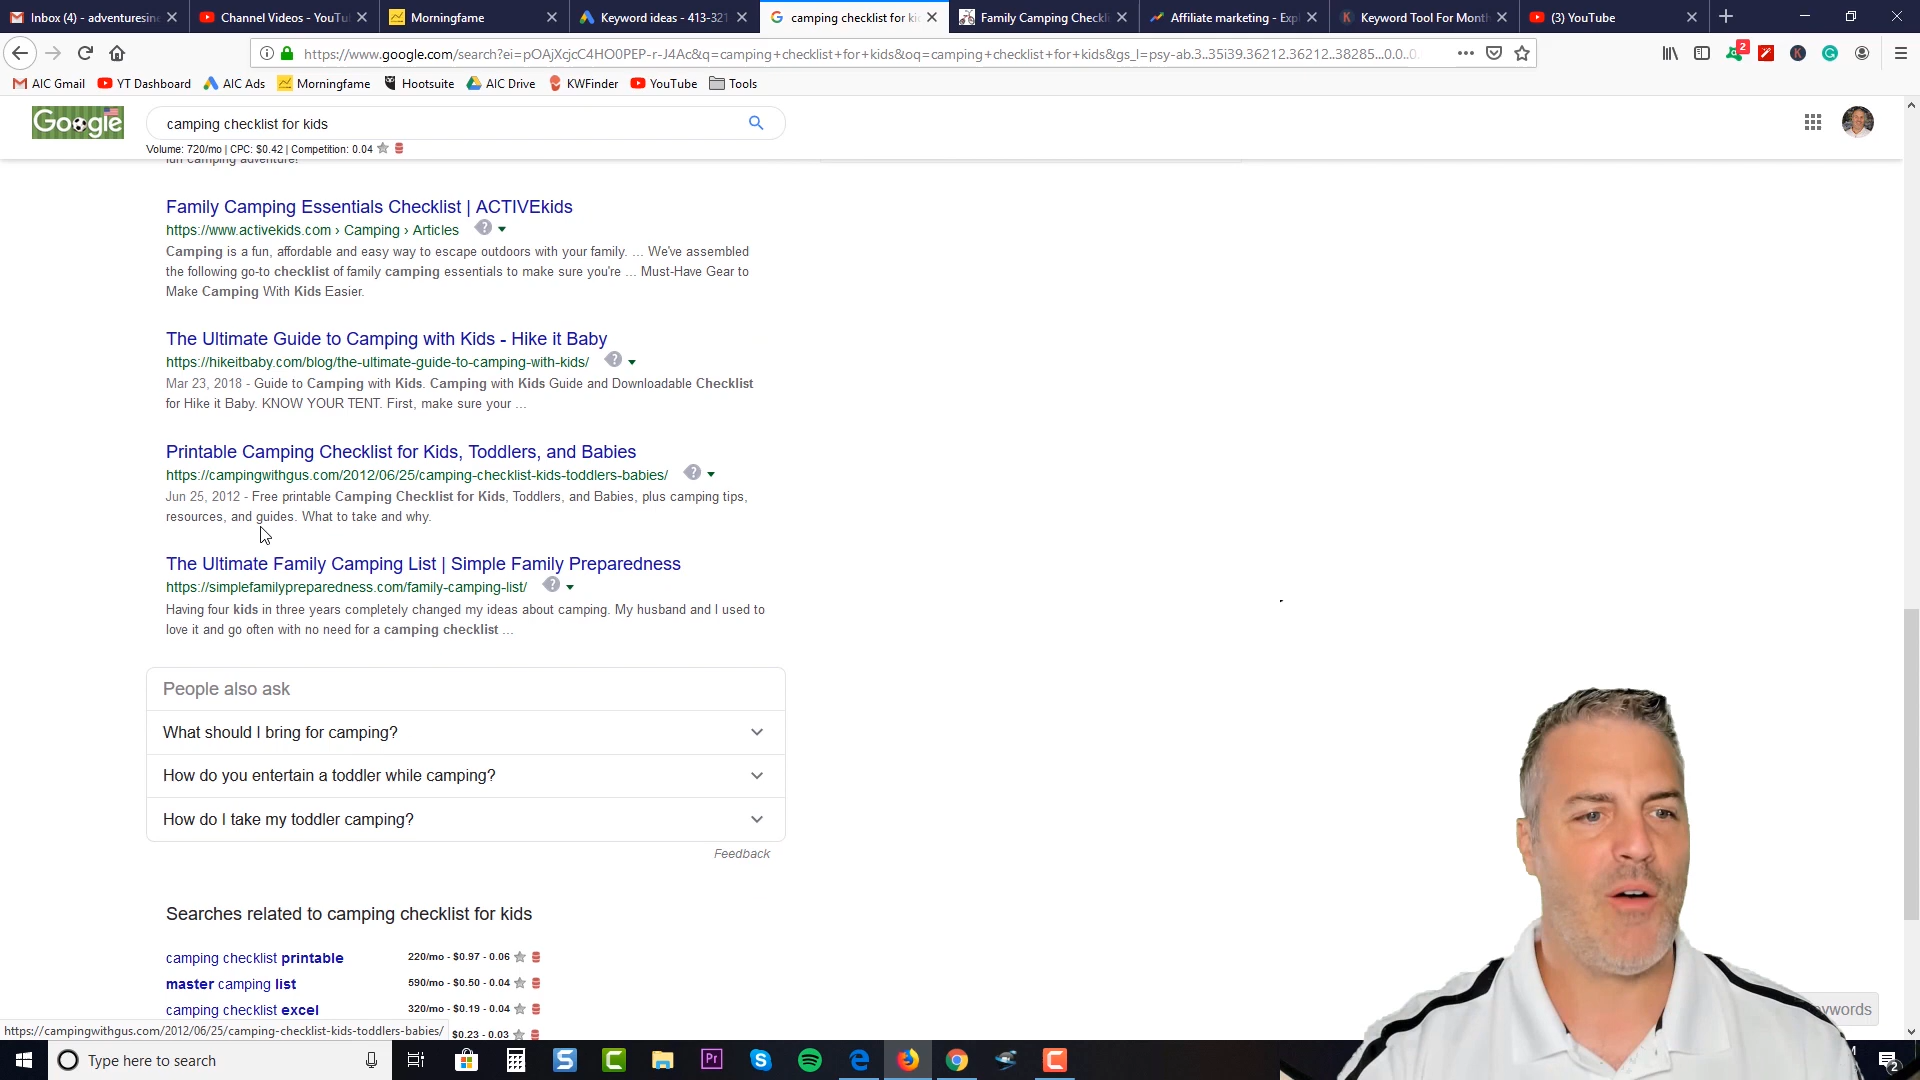 Inbox (4) - adventuresin
Channel Videos - YouTu
Morningfame
Keyword ideas - 413-321
camping checklist for ki
Family Camping Checkli
Affiliate marketing - Exp
Keyword Tool For Month
(3) YouTube
https://www.google.com/search?ei=pOAjXcjcC4HO0PEP-r-J4Ac&q=camping+checklist+for+kids&oq=camping+checklist+for+kids&gs_l=psy-ab.3..35i39.36212.36212..38285...0.0..0.
2
AIC Gmail
YT Dashboard
AIC Ads
Morningfame
Hootsuite
AIC Drive
KWFinder
YouTube
Tools
Google
camping checklist for kids
Volume: 720/mo | CPC: $0.42 | Competition: 0.04
fun camping adventure!
Family Camping Essentials Checklist | ACTIVEkids
https://www.activekids.com › Camping › Articles
Camping is a fun, affordable and easy way to escape outdoors with your family. ... We've assembled
the following go-to checklist of family camping essentials to make sure you're ... Must-Have Gear to
Make Camping With Kids Easier.
The Ultimate Guide to Camping with Kids - Hike it Baby
https://hikeitbaby.com/blog/the-ultimate-guide-to-camping-with-kids/
Mar 23, 2018 - Guide to Camping with Kids. Camping with Kids Guide and Downloadable Checklist
for Hike it Baby. KNOW YOUR TENT. First, make sure your ...
Printable Camping Checklist for Kids, Toddlers, and Babies
https://campingwithgus.com/2012/06/25/camping-checklist-kids-toddlers-babies/
Jun 25, 2012 - Free printable Camping Checklist for Kids, Toddlers, and Babies, plus camping tips,
resources, and guides. What to take and why.
The Ultimate Family Camping List | Simple Family Preparedness
https://simplefamilypreparedness.com/family-camping-list/
Having four kids in three years completely changed my ideas about camping. My husband and I used to
love it and go often with no need for a camping checklist ...
People also ask
What should I bring for camping?
How do you entertain a toddler while camping?
How do I take my toddler camping?
Feedback
Searches related to camping checklist for kids
camping checklist printable 220/mo - $0.97 - 0.06
master camping list 590/mo - $0.50 - 0.04
camping checklist excel 320/mo - $0.19 - 0.04
$0.23 - 0.03
https://campingwithgus.com/2012/06/25/camping-checklist-kids-toddlers-babies/
ywords
Type here to search
2